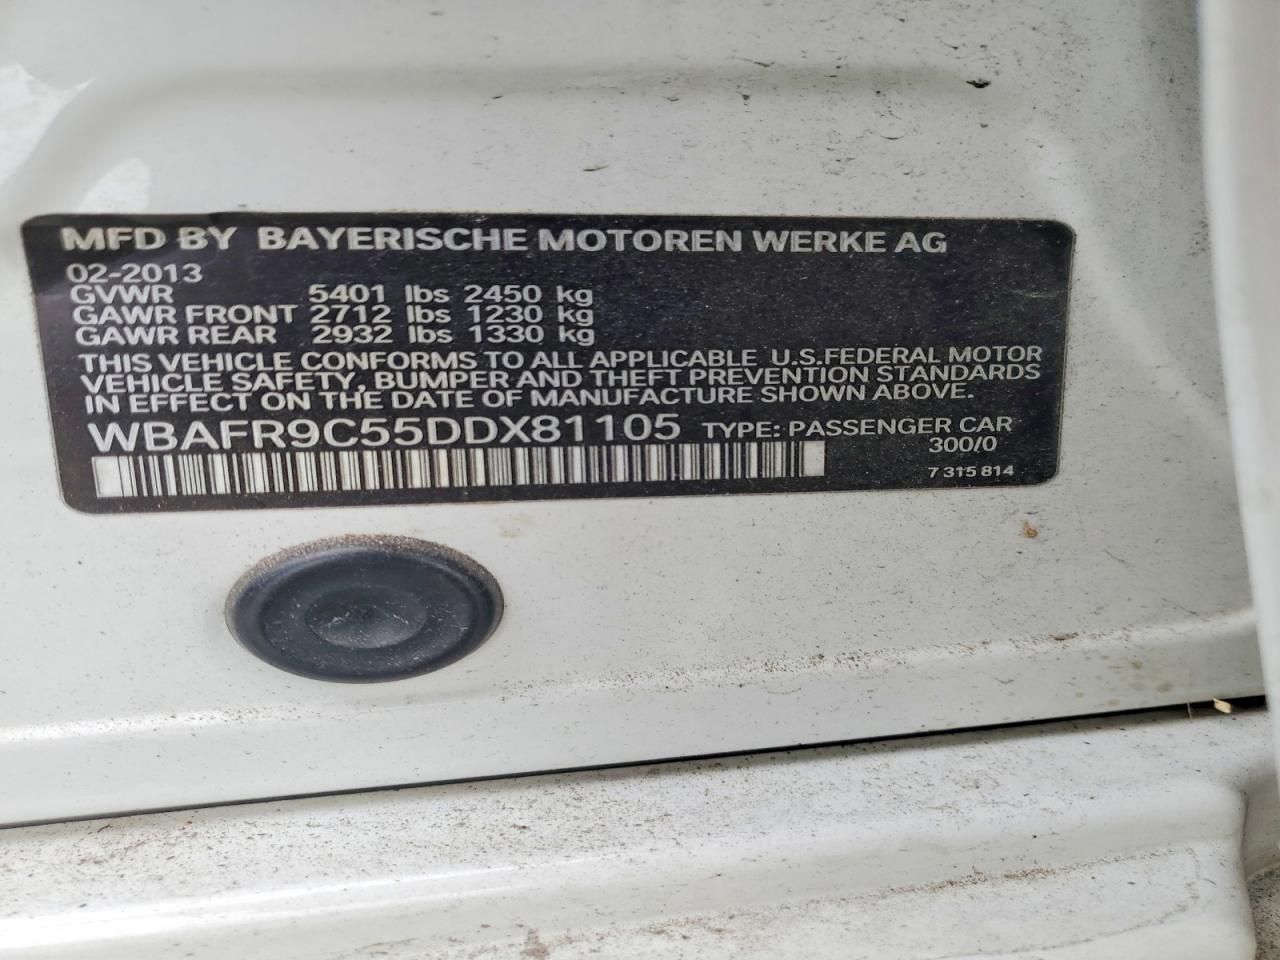 MFD BY BAYERISCHE MOTOREN WERKE AG
02-2013
GVWR 5401 lbs 2450 kg
GAWR FRONT 2712 lbs 1230 kg
GAWR REAR 2932 lbs 1330 kg
THIS VEHICLE CONFORMS TO ALL APPLICABLE U.S.FEDERAL MOTOR
VEHICLE SAFETY, BUMPER AND THEFT PREVENTION STANDARDS
IN EFFECT ON THE DATE OF MANUFACTURE SHOWN ABOVE.
WBAFR9C55DDX81105 TYPE: PASSENGER CAR
300/0
7 315 814